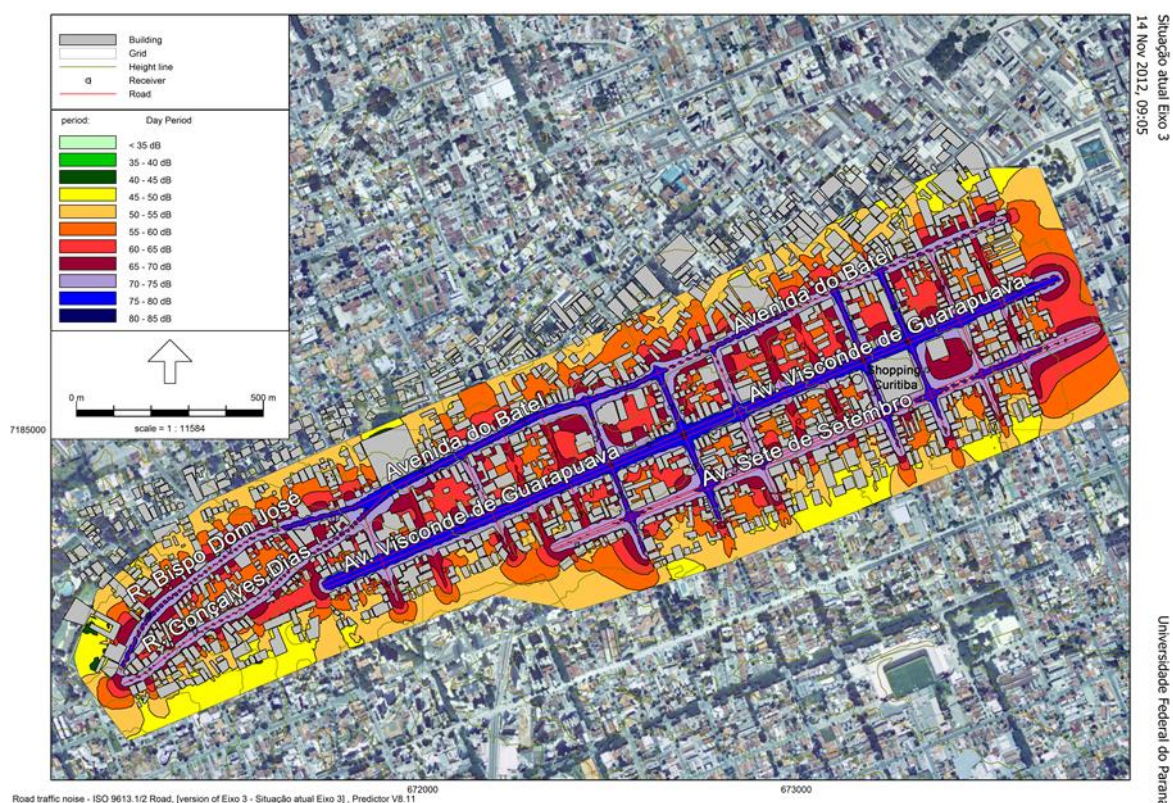 Building
Grid
Height line
Receiver
Road
period: Day Period
< 35 dB
35 - 40 dB
40 - 45 dB
45 - 50 dB
50 - 55 dB
55 - 60 dB
60 - 65 dB
65 - 70 dB
70 - 75 dB
75 - 80 dB
80 - 85 dB
0 m 500 m
scale = 1 : 11584
7185000
R. Bispo Dom José
R. Gonçalves Dias
Avenida do Batel
Av. Visconde de Guarapuava
Avenida do Batel
Av. Visconde de Guarapuava
Av. Sete de Setembro
Shopping
Curitiba
672000 673000
Road traffic noise - ISO 9613.1/2 Road, [version of Eixo 3 - Situação atual Eixo 3] , Predictor V8.11
Situação atual Eixo 3
14 Nov 2012, 09:05
Universidade Federal do Paraná